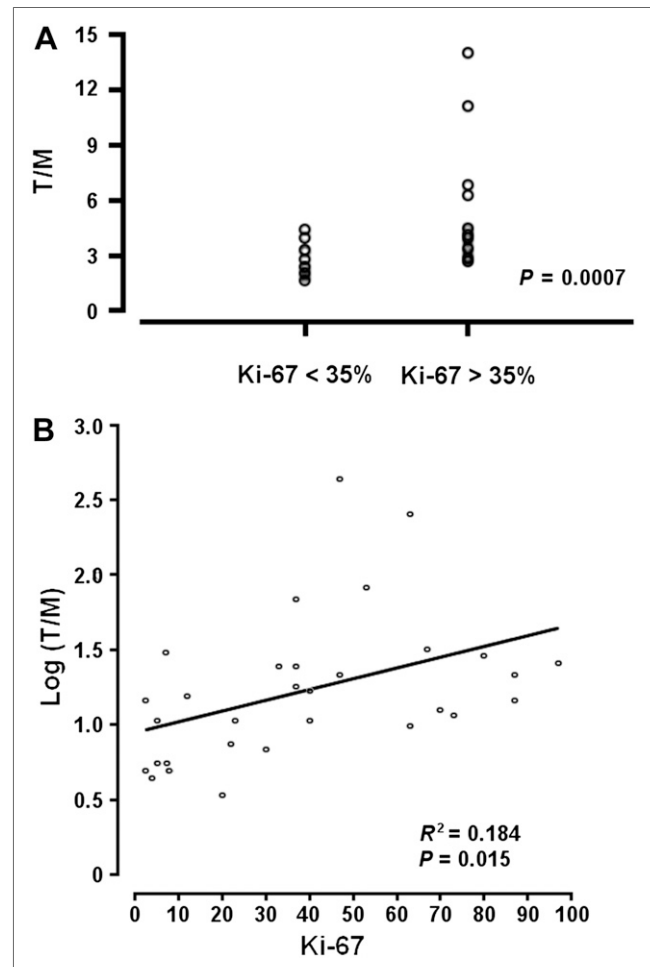 A
15
12
9
6
3
0
T/M
P = 0.0007
Ki-67 < 35%
Ki-67 > 35%
B
3.0
2.5
2.0
1.5
1.0
0.5
0
Log (T/M)
R² = 0.184
P = 0.015
0 10 20 30 40 50 60 70 80 90 100
Ki-67